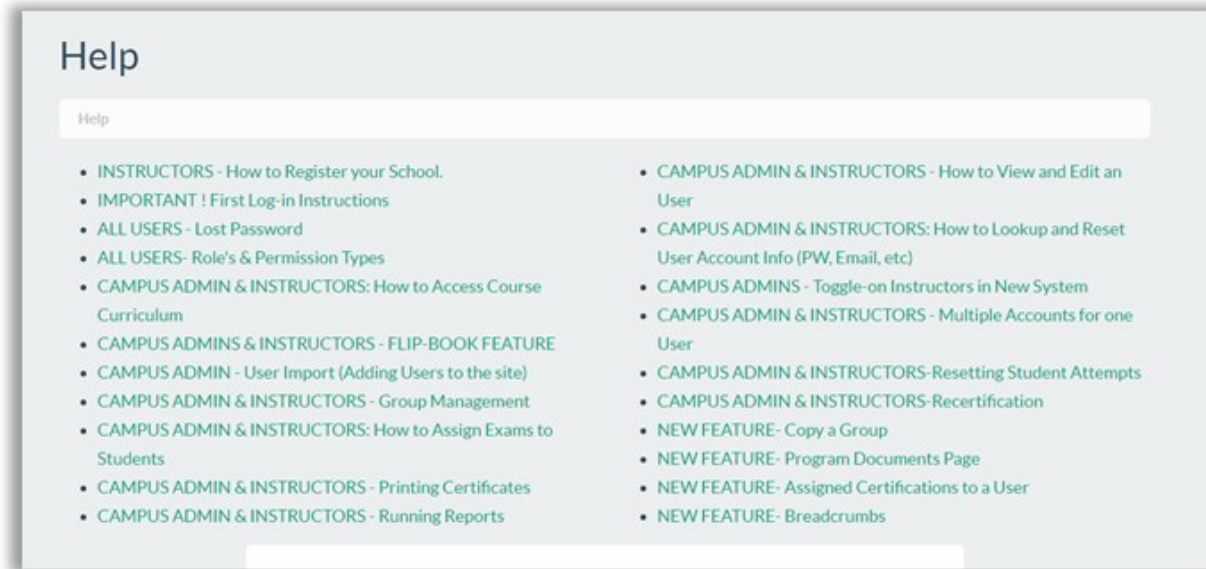 Help
Help
• INSTRUCTORS - How to Register your School.
• IMPORTANT ! First Log-in Instructions
• ALL USERS - Lost Password
• ALL USERS- Role's & Permission Types
• CAMPUS ADMIN & INSTRUCTORS: How to Access Course
Curriculum
• CAMPUS ADMINS & INSTRUCTORS - FLIP-BOOK FEATURE
• CAMPUS ADMIN - User Import (Adding Users to the site)
• CAMPUS ADMIN & INSTRUCTORS - Group Management
• CAMPUS ADMIN & INSTRUCTORS: How to Assign Exams to
Students
• CAMPUS ADMIN & INSTRUCTORS - Printing Certificates
• CAMPUS ADMIN & INSTRUCTORS - Running Reports
• CAMPUS ADMIN & INSTRUCTORS - How to View and Edit an
User
• CAMPUS ADMIN & INSTRUCTORS: How to Lookup and Reset
User Account Info (PW, Email, etc)
• CAMPUS ADMINS - Toggle-on Instructors in New System
• CAMPUS ADMIN & INSTRUCTORS - Multiple Accounts for one
User
• CAMPUS ADMIN & INSTRUCTORS-Resetting Student Attempts
• CAMPUS ADMIN & INSTRUCTORS-Recertification
• NEW FEATURE- Copy a Group
• NEW FEATURE- Program Documents Page
• NEW FEATURE- Assigned Certifications to a User
• NEW FEATURE- Breadcrumbs